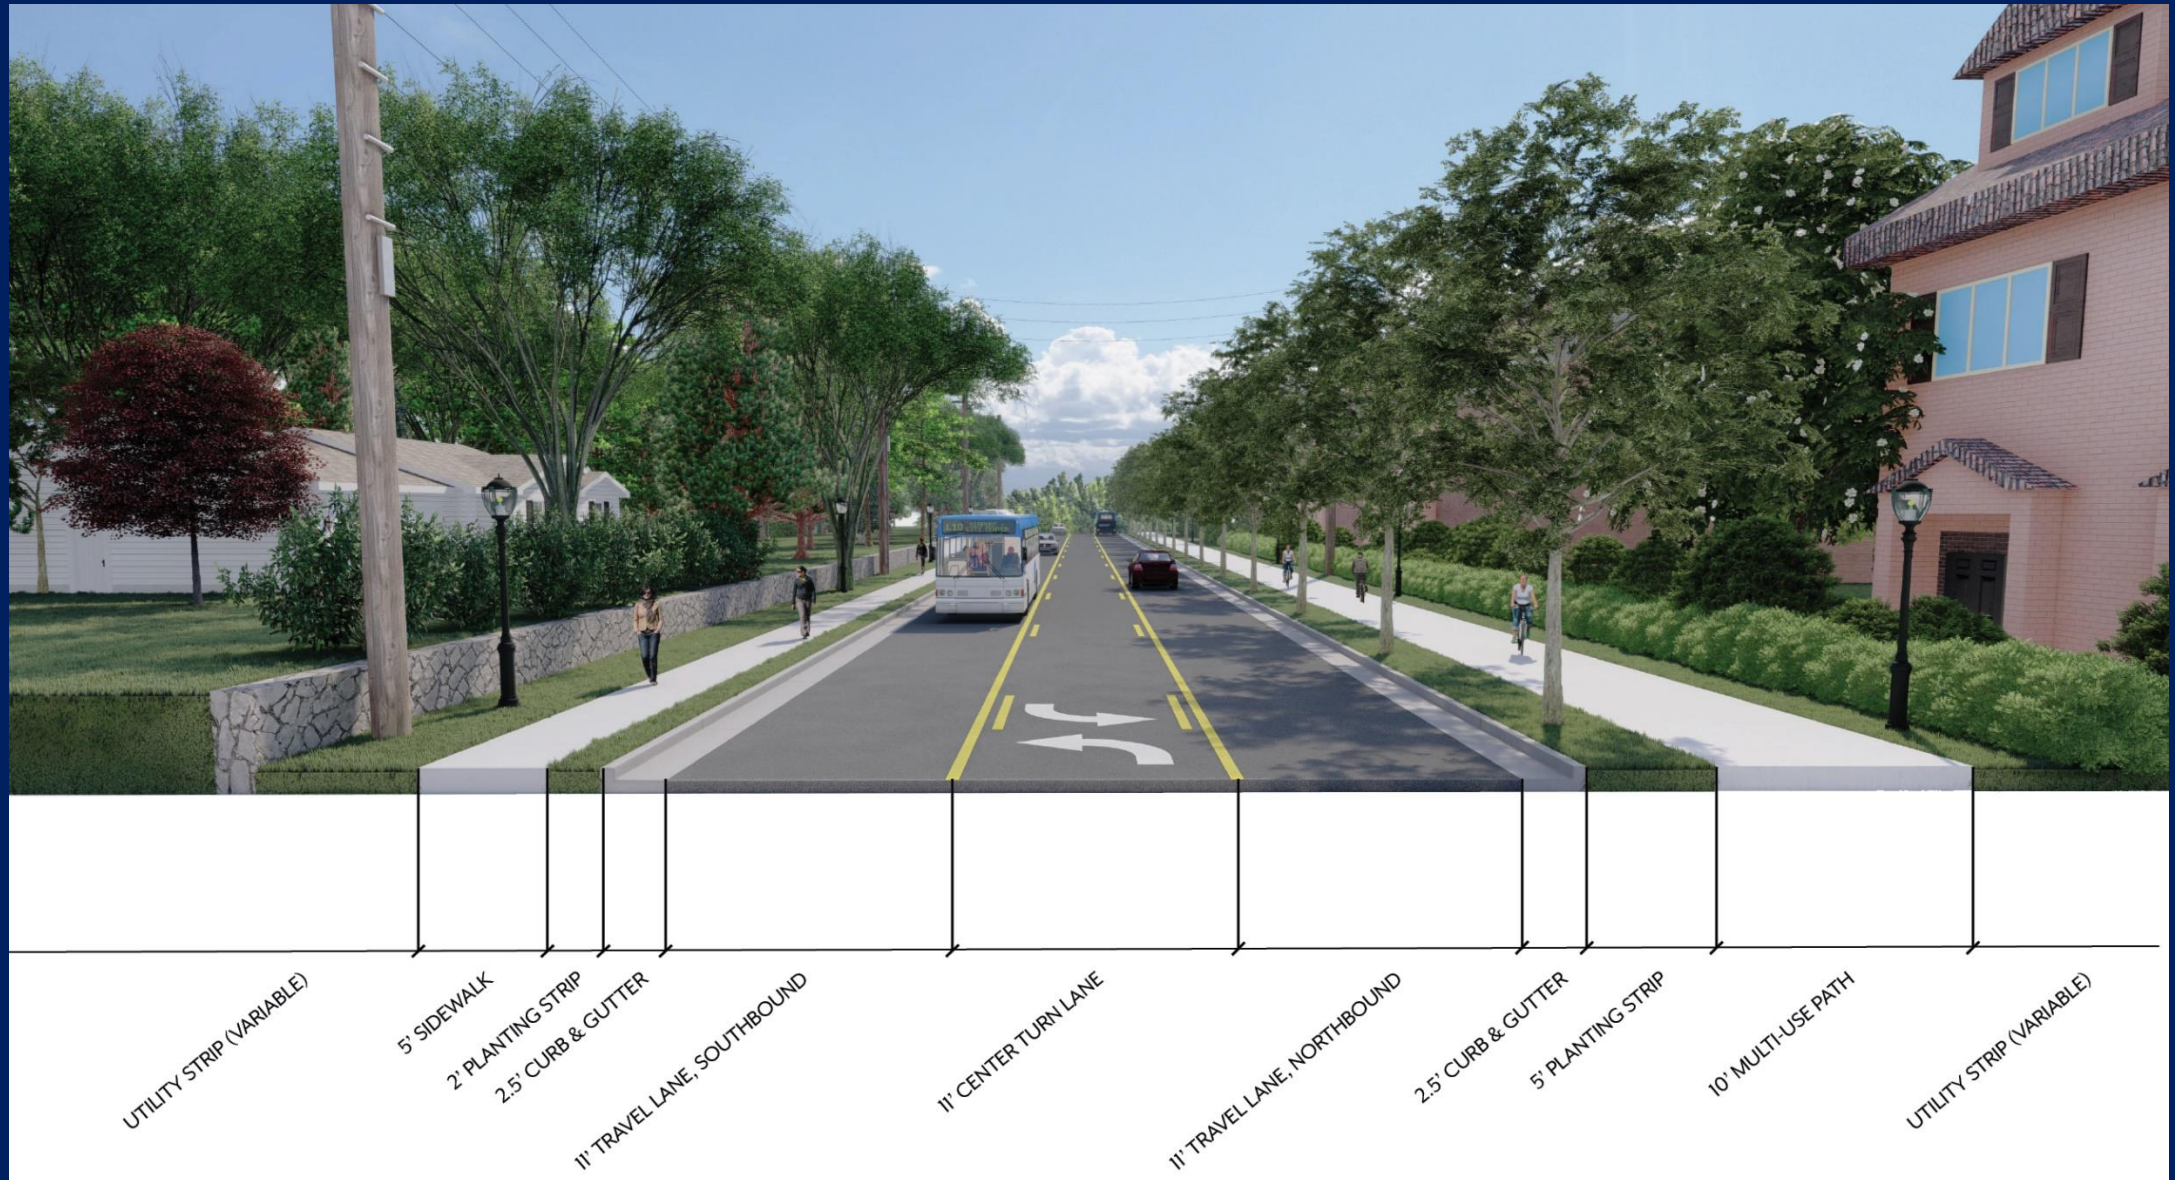 UTILITY STRIP (VARIABLE)
5' SIDEWALK
2' PLANTING STRIP
2.5' CURB & GUTTER
11' TRAVEL LANE, SOUTHBOUND
11' CENTER TURN LANE
11' TRAVEL LANE, NORTHBOUND
2.5' CURB & GUTTER
5' PLANTING STRIP
10' MULTI-USE PATH
UTILITY STRIP (VARIABLE)